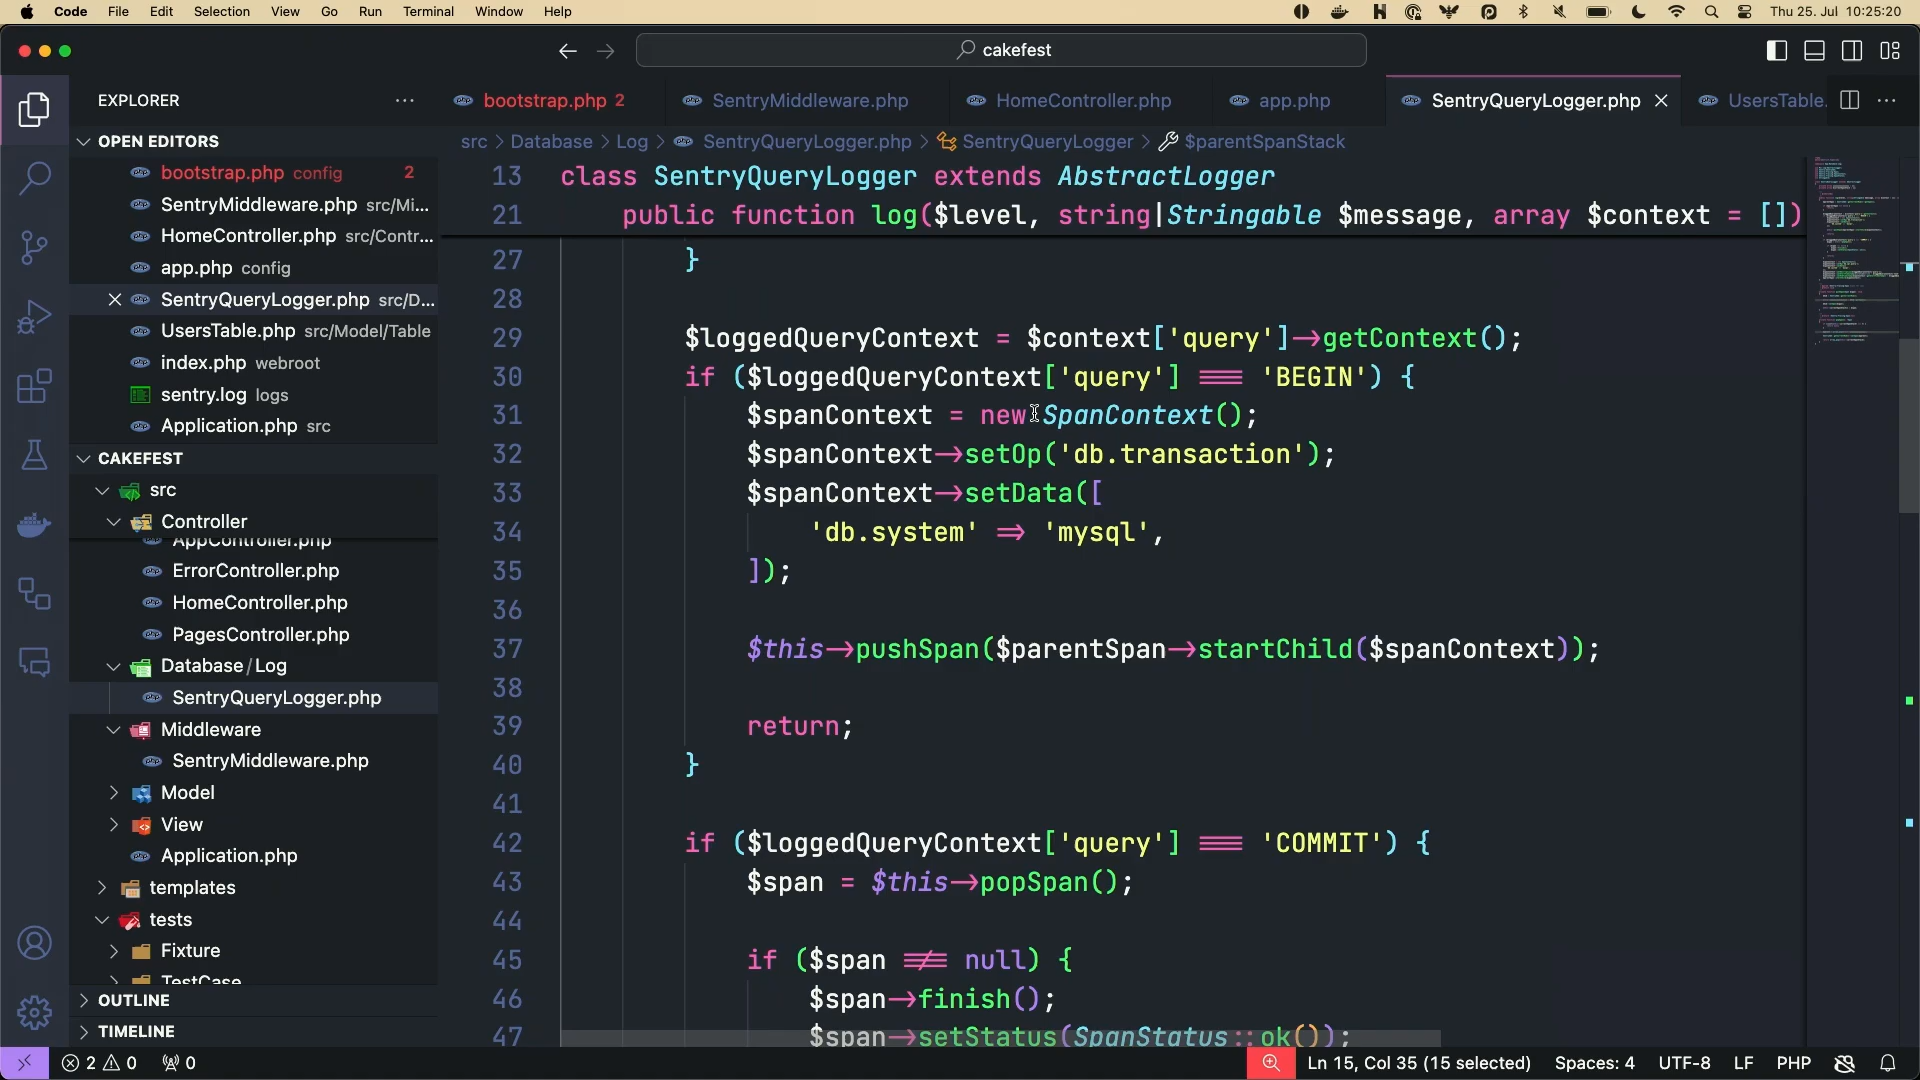 Code File Edit Selection View Go Run Terminal Window Help Thu 25. Jul 10:25:20
cakefest
EXPLORER
bootstrap.php 2 SentryMiddleware.php HomeController.php app.php SentryQueryLogger.php UsersTable.
OPEN EDITORS
bootstrap.php config 2
SentryMiddleware.php src/Mi...
HomeController.php src/Contr...
app.php config
SentryQueryLogger.php src/D...
UsersTable.php src/Model/Table
index.php webroot
sentry.log logs
Application.php src
CAKEFEST
src
Controller
AppController.php
ErrorController.php
HomeController.php
PagesController.php
Database/Log
SentryQueryLogger.php
Middleware
SentryMiddleware.php
Model
View
Application.php
templates
tests
Fixture
TestCase
OUTLINE
TIMELINE
src > Database > Log > SentryQueryLogger.php > SentryQueryLogger > $parentSpanStack
13 class SentryQueryLogger extends AbstractLogger
21 public function log($level, string|Stringable $message, array $context = [])
27 }
28
29 $loggedQueryContext = $context['query']->getContext();
30 if ($loggedQueryContext['query'] === 'BEGIN') {
31 $spanContext = new SpanContext();
32 $spanContext->setOp('db.transaction');
33 $spanContext->setData([
34 'db.system' => 'mysql',
35 ]);
36
37 $this->pushSpan($parentSpan->startChild($spanContext));
38
39 return;
40 }
41
42 if ($loggedQueryContext['query'] === 'COMMIT') {
43 $span = $this->popSpan();
44
45 if ($span !== null) {
46 $span->finish();
47 $span->setStatus(SpanStatus::ok());
2 0 0 Ln 15, Col 35 (15 selected) Spaces: 4 UTF-8 LF PHP